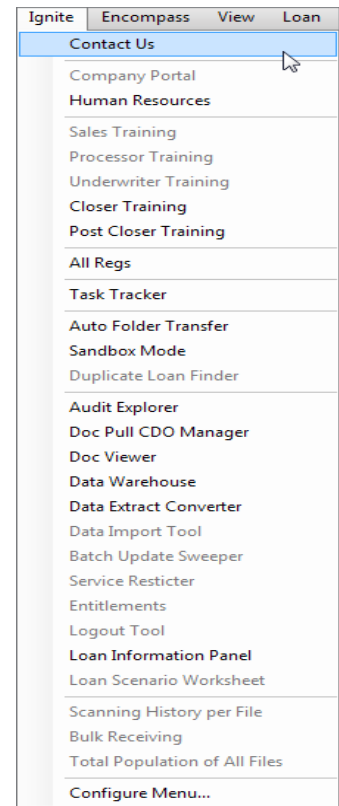 Ignite Encompass View Loan
Contact Us
Company Portal
Human Resources
Sales Training
Processor Training
Underwriter Training
Closer Training
Post Closer Training
All Regs
Task Tracker
Auto Folder Transfer
Sandbox Mode
Duplicate Loan Finder
Audit Explorer
Doc Pull CDO Manager
Doc Viewer
Data Warehouse
Data Extract Converter
Data Import Tool
Batch Update Sweeper
Service Resticter
Entitlements
Logout Tool
Loan Information Panel
Loan Scenario Worksheet
Scanning History per File
Bulk Receiving
Total Population of All Files
Configure Menu...